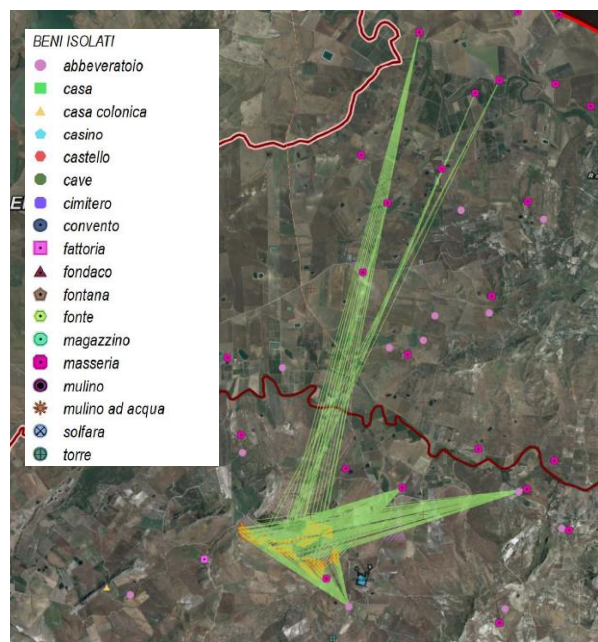 BENI ISOLATI
abbeveratoio
casa
casa colonica
casino
castello
cave
cimitero
convento
fattoria
fondaco
fontana
fonte
magazzino
masseria
mulino
mulino ad acqua
solfara
torre